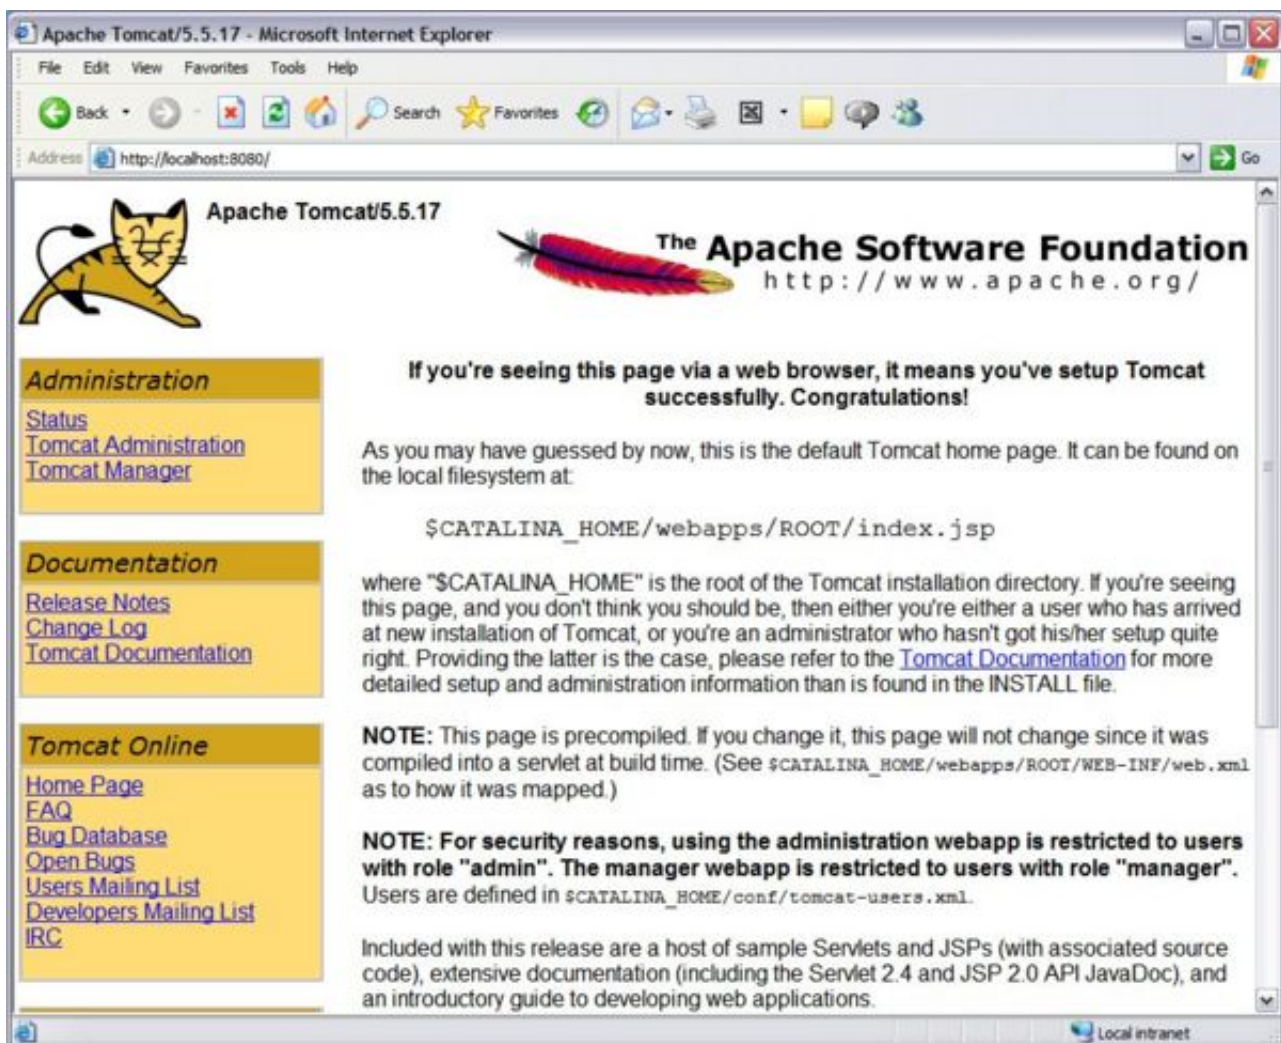 Apache Tomcat/5.5.17 - Microsoft Internet Explorer
File Edit View Favorites Tools Help
Back Search Favorites
Address http://localhost:8080/ Go
Apache Tomcat/5.5.17
The Apache Software Foundation
http://www.apache.org/
Administration
Status
Tomcat Administration
Tomcat Manager
Documentation
Release Notes
Change Log
Tomcat Documentation
Tomcat Online
Home Page
FAQ
Bug Database
Open Bugs
Users Mailing List
Developers Mailing List
IRC
If you're seeing this page via a web browser, it means you've setup Tomcat
successfully. Congratulations!
As you may have guessed by now, this is the default Tomcat home page. It can be found on
the local filesystem at:
$CATALINA_HOME/webapps/ROOT/index.jsp
where "$CATALINA_HOME" is the root of the Tomcat installation directory. If you're seeing
this page, and you don't think you should be, then either you're either a user who has arrived
at new installation of Tomcat, or you're an administrator who hasn't got his/her setup quite
right. Providing the latter is the case, please refer to the Tomcat Documentation for more
detailed setup and administration information than is found in the INSTALL file.
NOTE: This page is precompiled. If you change it, this page will not change since it was
compiled into a servlet at build time. (See $CATALINA_HOME/webapps/ROOT/WEB-INF/web.xml
as to how it was mapped.)
NOTE: For security reasons, using the administration webapp is restricted to users
with role "admin". The manager webapp is restricted to users with role "manager".
Users are defined in $CATALINA_HOME/conf/tomcat-users.xml.
Included with this release are a host of sample Servlets and JSPs (with associated source
code), extensive documentation (including the Servlet 2.4 and JSP 2.0 API JavaDoc), and
an introductory guide to developing web applications.
Local intranet